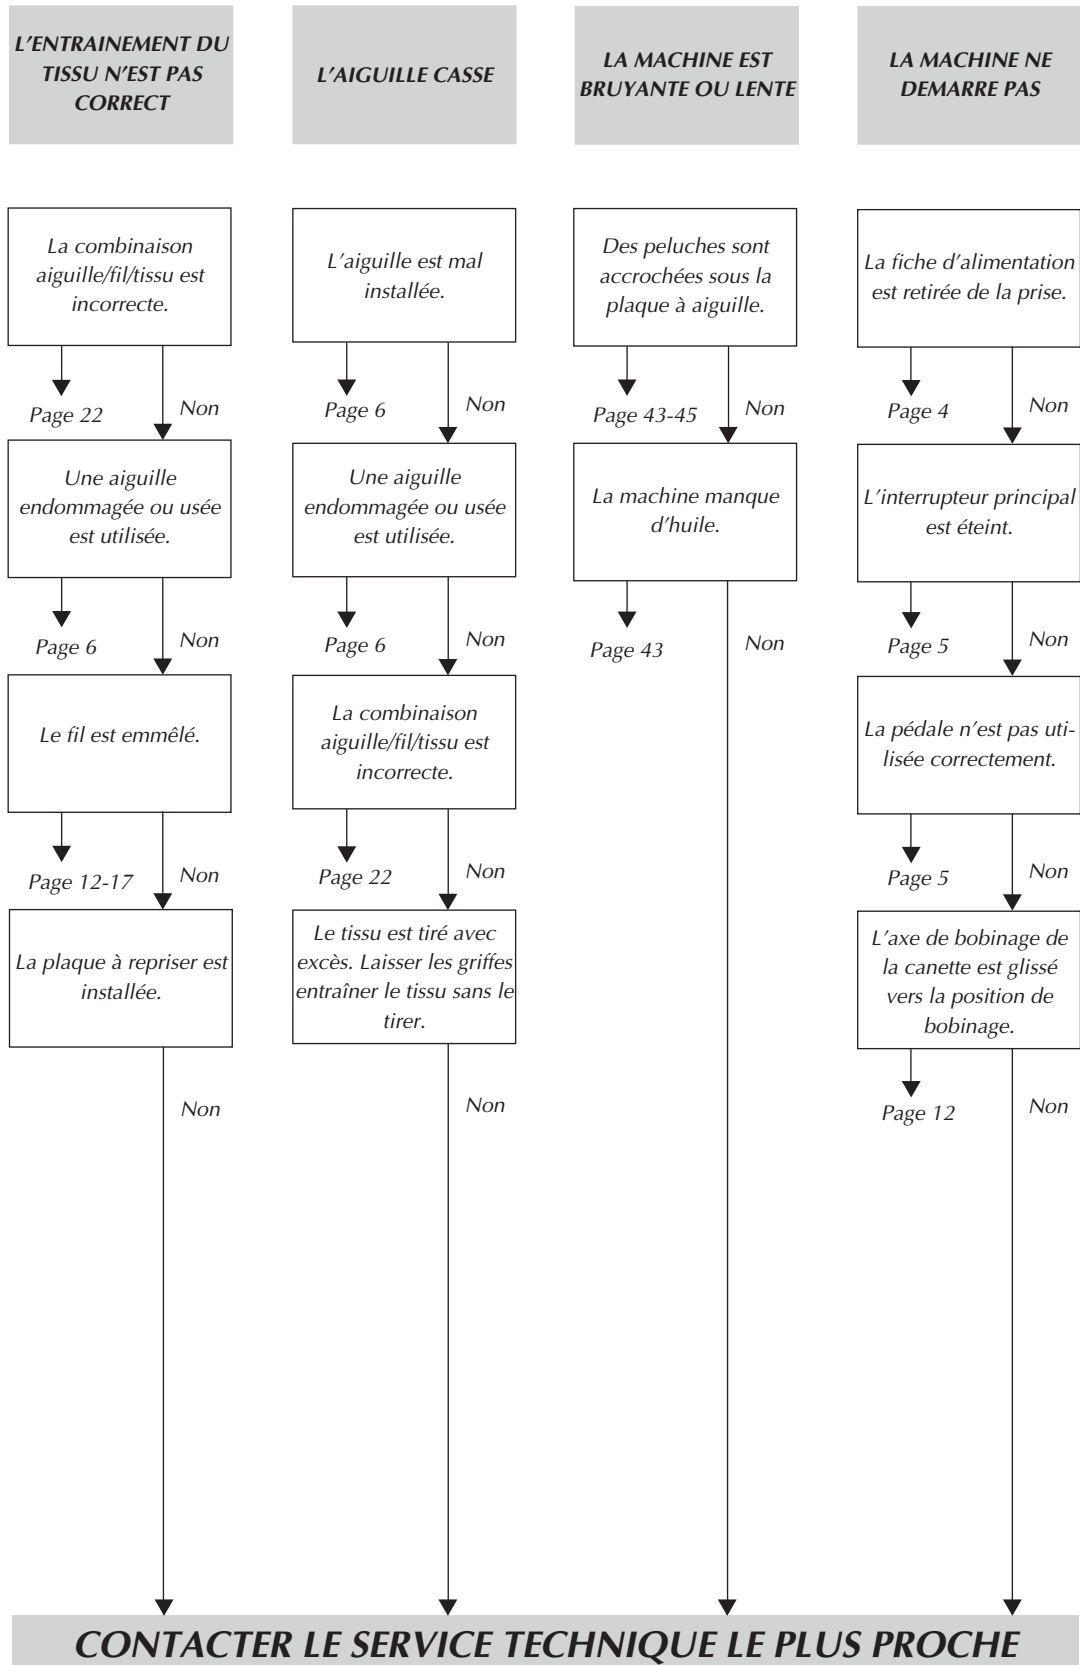 L'ENTRAINEMENT DU
TISSU N'EST PAS
CORRECT
La combinaison
aiguille/fil/tissu est
incorrecte.
Page 22
Non
Une aiguille
endommagée ou usée
est utilisée.
Page 6
Non
Le fil est emmêlé.
Page 12-17
Non
La plaque à repriser est
installée.
Non
L'AIGUILLE CASSE
L'aiguille est mal
installée.
Page 6
Non
Une aiguille
endommagée ou usée
est utilisée.
Page 6
Non
La combinaison
aiguille/fil/tissu est
incorrecte.
Page 22
Non
Le tissu est tiré avec
excès. Laisser les griffes
entraîner le tissu sans le
tirer.
Non
LA MACHINE EST
BRUYANTE OU LENTE
Des peluches sont
accrochées sous la
plaque à aiguille.
Page 43-45
Non
La machine manque
d'huile.
Page 43
Non
LA MACHINE NE
DEMARRE PAS
La fiche d'alimentation
est retirée de la prise.
Page 4
Non
L'interrupteur principal
est éteint.
Page 5
Non
La pédale n'est pas uti-
lisée correctement.
Page 5
Non
L'axe de bobinage de
la canette est glissé
vers la position de
bobinage.
Page 12
Non
CONTACTER LE SERVICE TECHNIQUE LE PLUS PROCHE